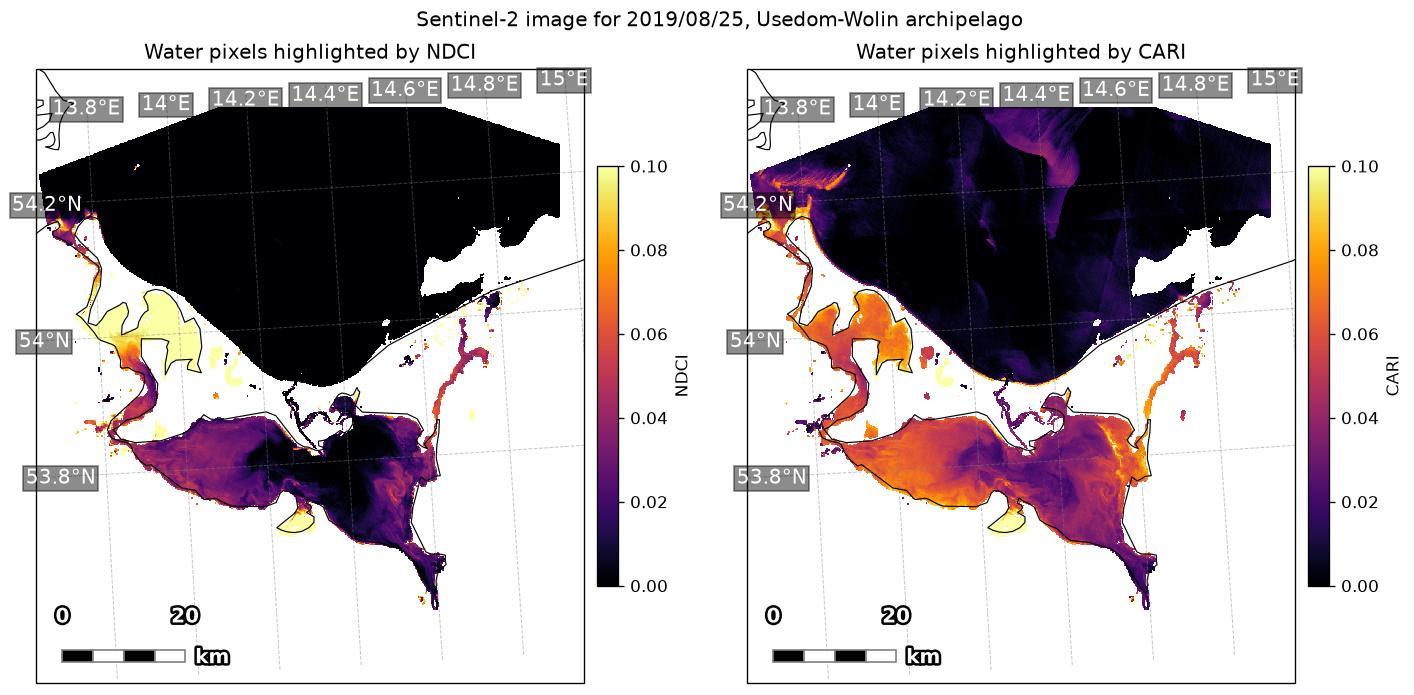 Sentinel-2 image for 2019/08/25, Usedom-Wolin archipelago
Water pixels highlighted by NDCI
13.8°E 14°E 14.2°E 14.4°E 14.6°E 14.8°E 15°E
54.2°N
54°N
53.8°N
0 20
km
0.10
0.08
0.06
0.04
0.02
0.00
NDCI
Water pixels highlighted by CARI
13.8°E 14°E 14.2°E 14.4°E 14.6°E 14.8°E 15°E
54.2°N
54°N
53.8°N
0 20
km
0.10
0.08
0.06
0.04
0.02
0.00
CARI